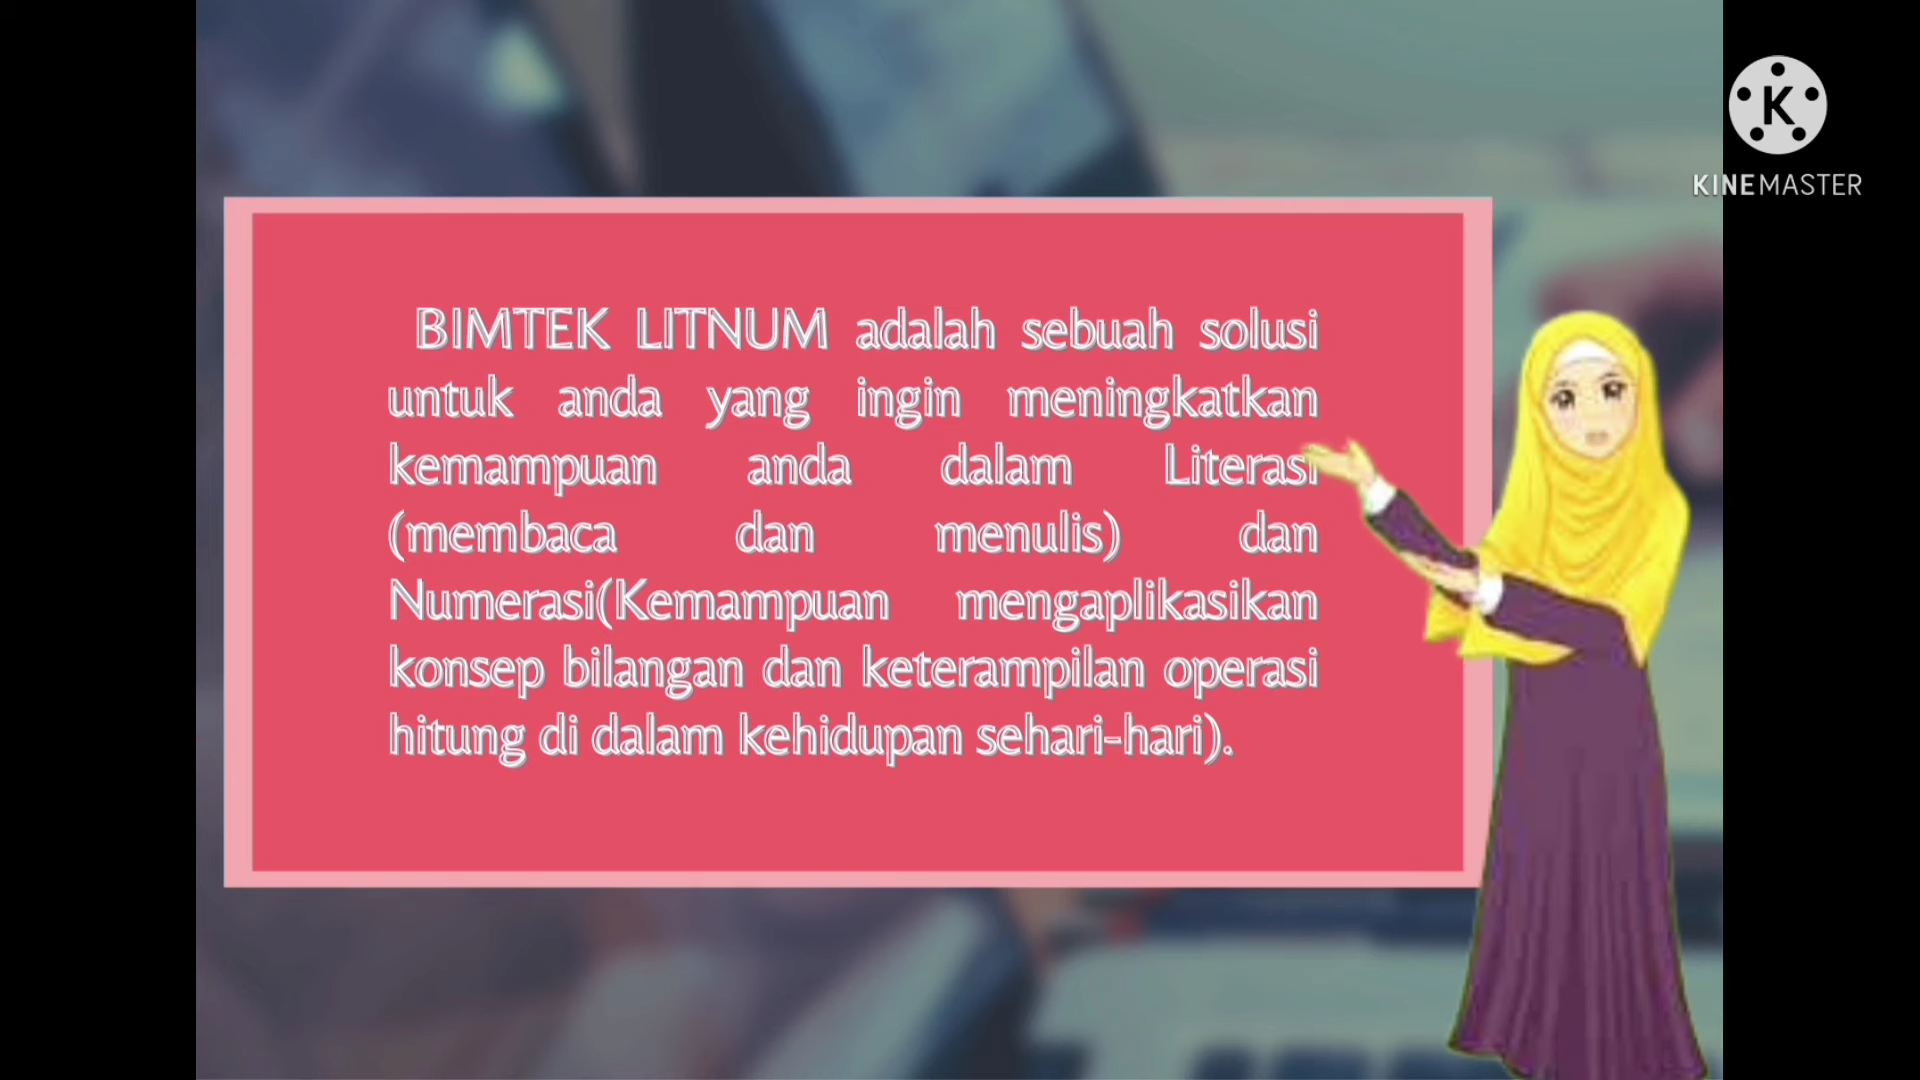 BIMTEK LITNUM adalah sebuah solusi
untuk anda yang ingin meningkatkan
kemampuan anda dalam Literasi
(membaca dan menulis) dan
Numerasi(Kemampuan mengaplikasikan
konsep bilangan dan keterampilan operasi
hitung di dalam kehidupan sehari-hari).
K
KINEMASTER